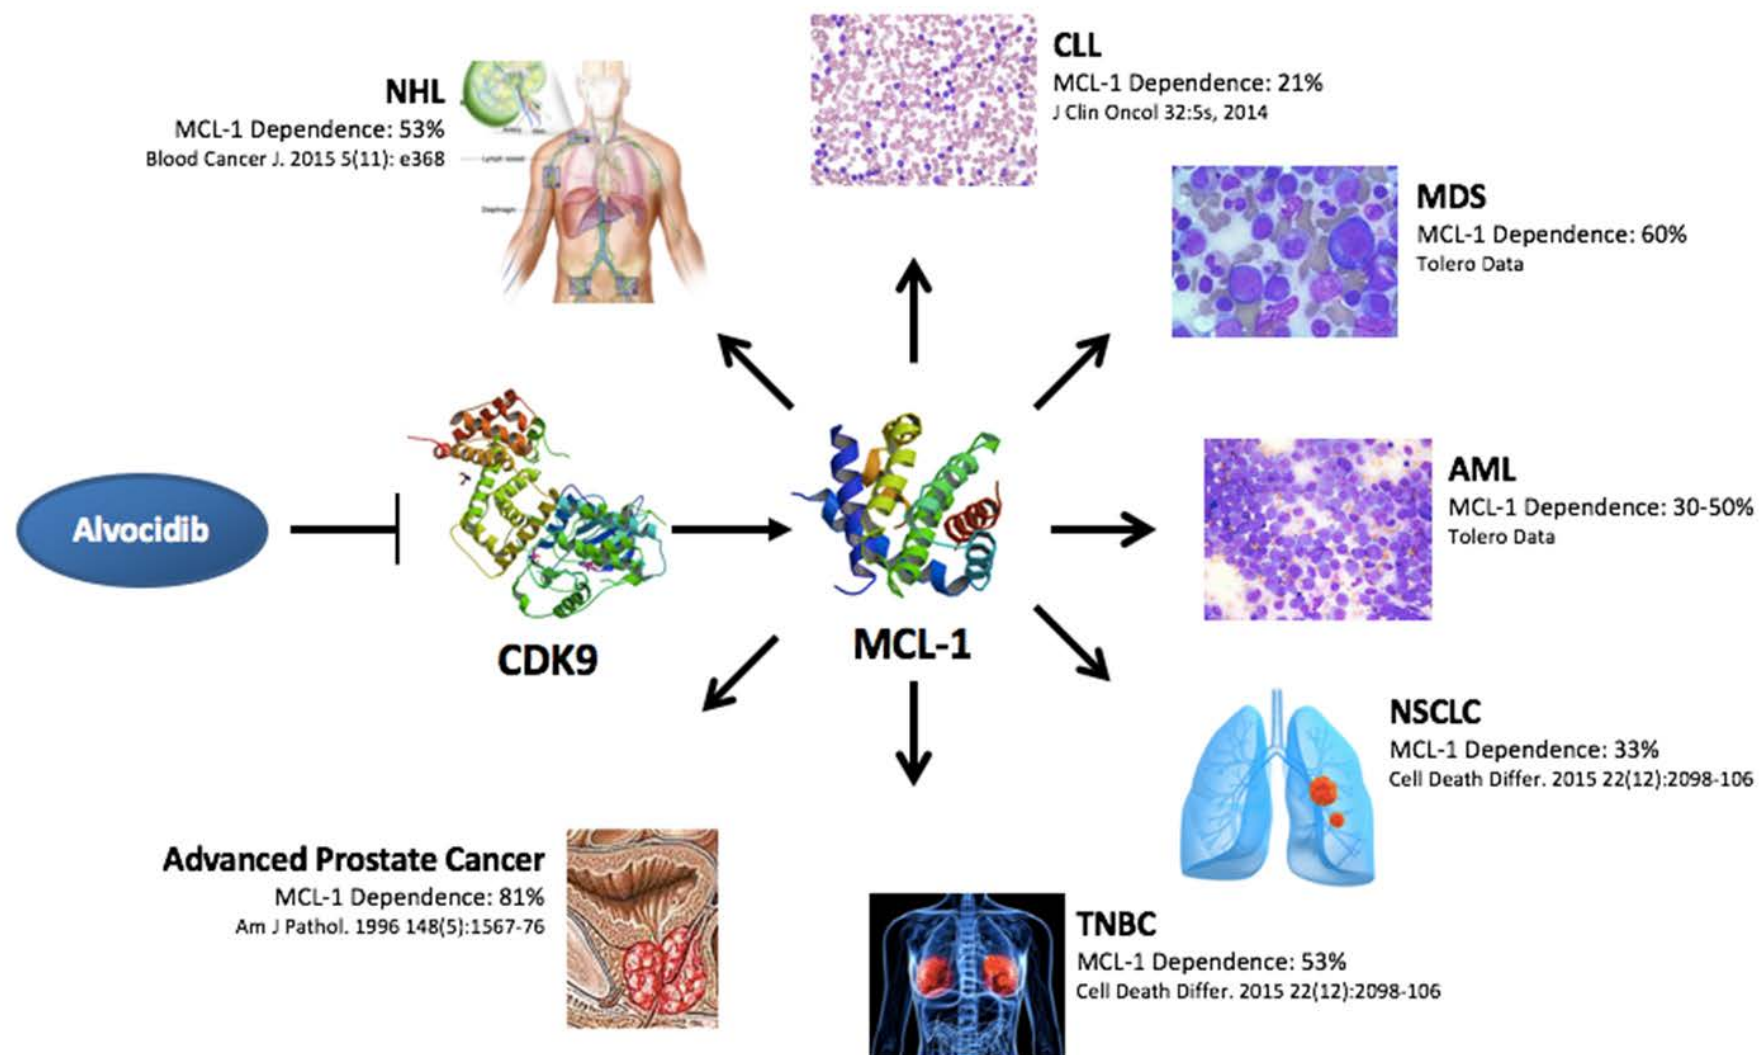 NHL
MCL-1 Dependence: 53%
Blood Cancer J. 2015 5(11): e368
Lymph vessel
Diaphragm
CLL
MCL-1 Dependence: 21%
J Clin Oncol 32:5s, 2014
MDS
MCL-1 Dependence: 60%
Tolero Data
Alvocidib
CDK9
MCL-1
AML
MCL-1 Dependence: 30-50%
Tolero Data
NSCLC
MCL-1 Dependence: 33%
Cell Death Differ. 2015 22(12):2098-106
Advanced Prostate Cancer
MCL-1 Dependence: 81%
Am J Pathol. 1996 148(5):1567-76
TNBC
MCL-1 Dependence: 53%
Cell Death Differ. 2015 22(12):2098-106